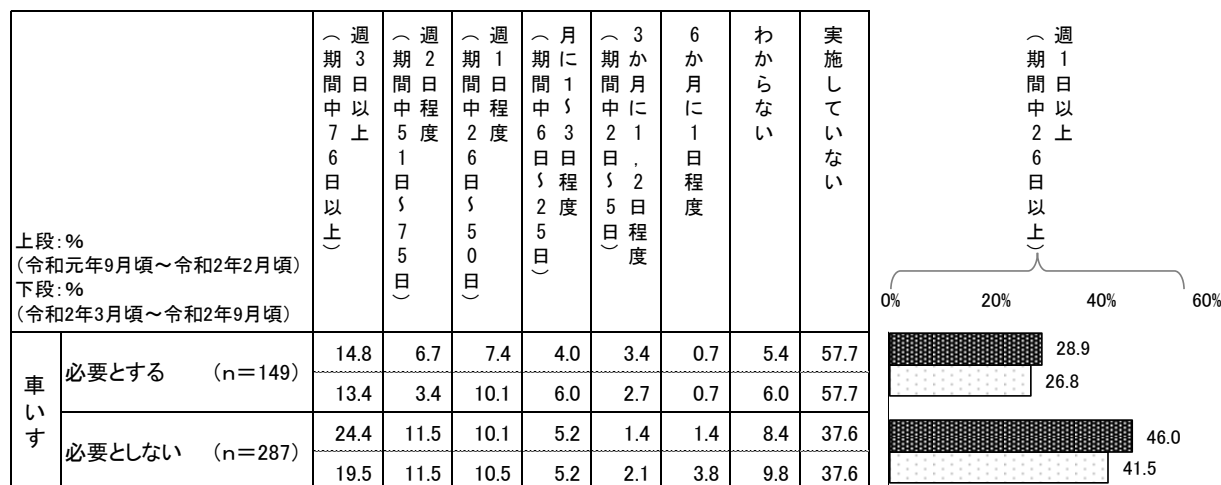 週3日以上
（期間中76日以上）
週2日程度
（期間中51日～75日）
週1日程度
（期間中26日～50日）
月に1～3日程度
（期間中6日～25日）
3か月に1,2日程度
（期間中2日～5日）
6か月に1日程度
わからない
実施していない
週1日以上
（期間中26日以上）
上段:%
（令和元年9月頃～令和2年2月頃）
下段:%
（令和2年3月頃～令和2年9月頃）
0% 20% 40% 60%
車いす
必要とする （n=149）
14.8 6.7 7.4 4.0 3.4 0.7 5.4 57.7 28.9
13.4 3.4 10.1 6.0 2.7 0.7 6.0 57.7 26.8
必要としない （n=287）
24.4 11.5 10.1 5.2 1.4 1.4 8.4 37.6 46.0
19.5 11.5 10.5 5.2 2.1 3.8 9.8 37.6 41.5